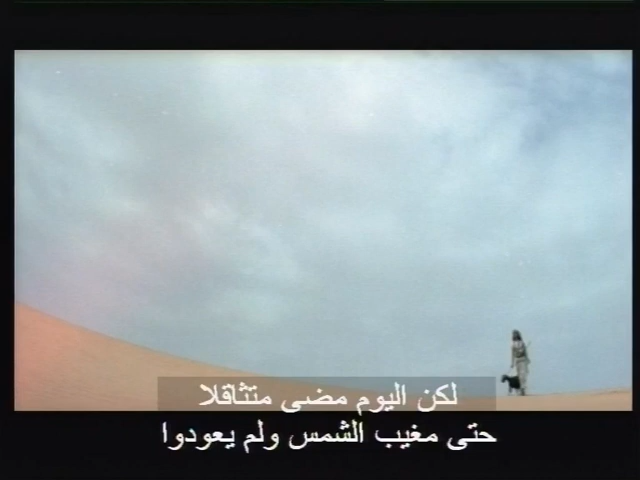 لكن اليوم مضى متثاقلا
حتى مغيب الشمس ولم يعودوا